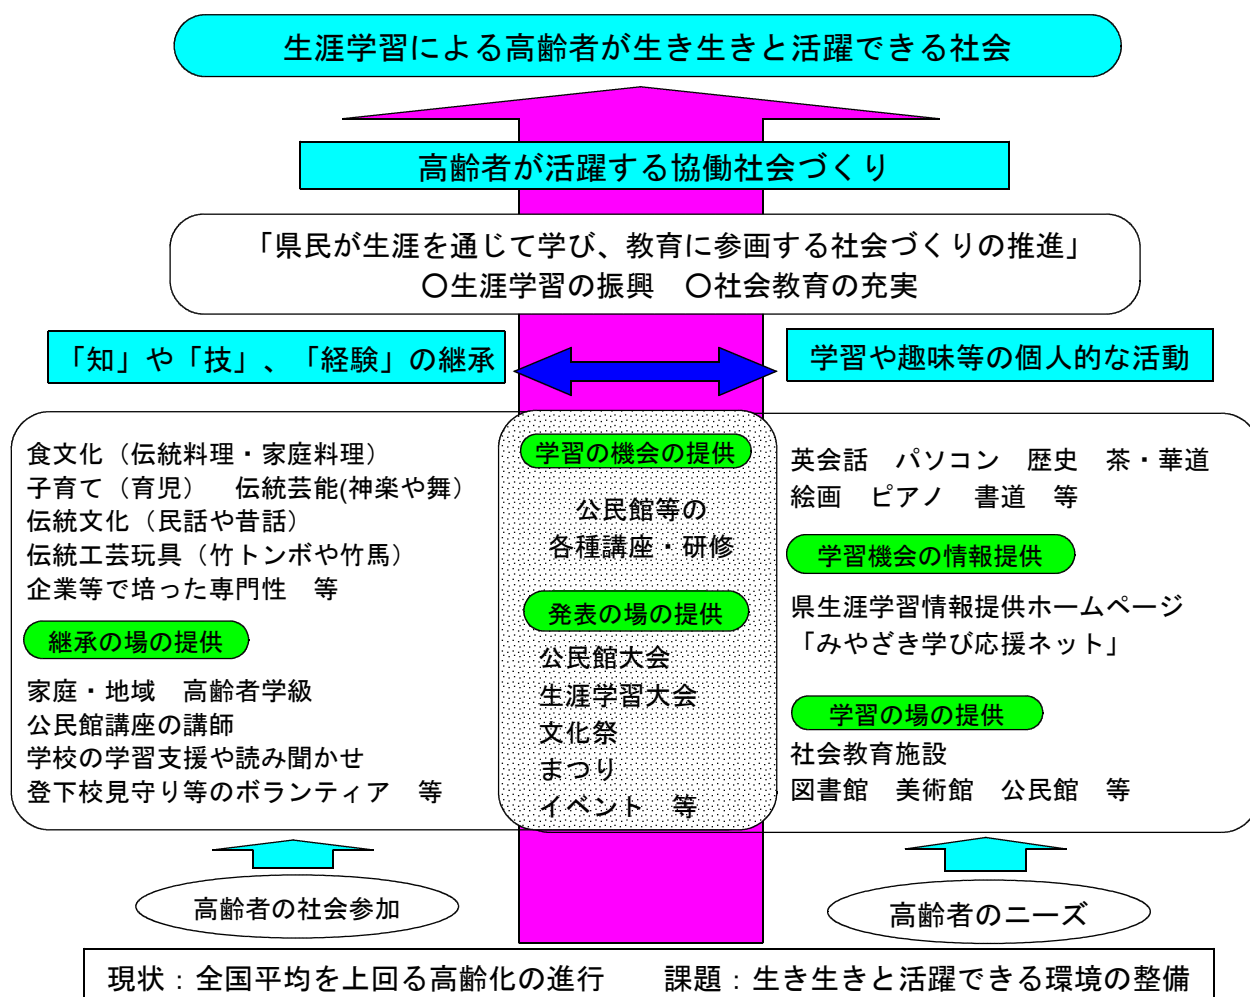 生涯学習による高齢者が生き生きと活躍できる社会
高齢者が活躍する協働社会づくり
「県民が生涯を通じて学び、教育に参画する社会づくりの推進」
○生涯学習の振興　○社会教育の充実
「知」や「技」、「経験」の継承
学習や趣味等の個人的な活動
食文化（伝統料理・家庭料理）
子育て（育児）　伝統芸能(神楽や舞）
伝統文化（民話や昔話）
伝統工芸玩具（竹トンボや竹馬）
企業等で培った専門性　等
継承の場の提供
家庭・地域　高齢者学級
公民館講座の講師
学校の学習支援や読み聞かせ
登下校見守り等のボランティア　等
学習の機会の提供
公民館等の
各種講座・研修
発表の場の提供
公民館大会
生涯学習大会
文化祭
まつり
イベント　等
英会話　パソコン　歴史　茶・華道
絵画　ピアノ　書道　等
学習機会の情報提供
県生涯学習情報提供ホームページ
「みやざき学び応援ネット」
学習の場の提供
社会教育施設
図書館　美術館　公民館　等
高齢者の社会参加
高齢者のニーズ
現状：全国平均を上回る高齢化の進行　　課題：生き生きと活躍できる環境の整備